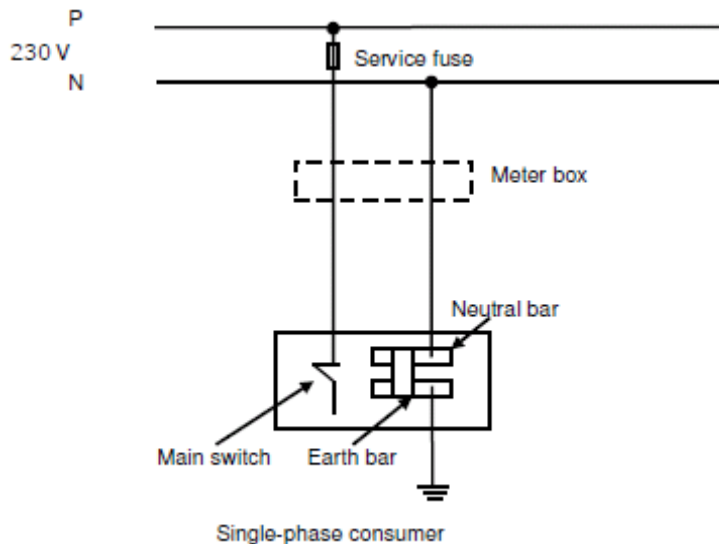 P
230 V
Service fuse
N
Meter box
Neutral bar
Main switch
Earth bar
Single-phase consumer